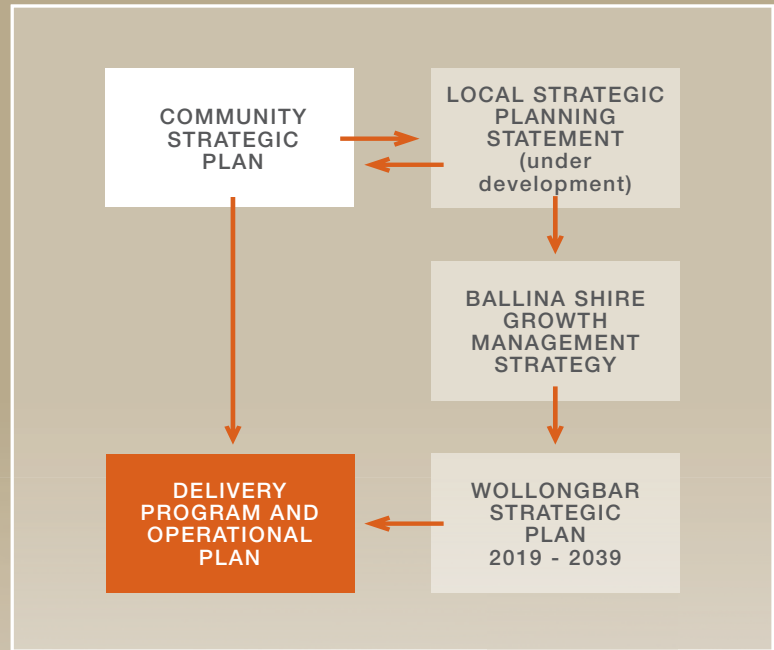 COMMUNITY
STRATEGIC
PLAN
LOCAL STRATEGIC
PLANNING
STATEMENT
(under
development)
BALLINA SHIRE
GROWTH
MANAGEMENT
STRATEGY
DELIVERY
PROGRAM AND
OPERATIONAL
PLAN
WOLLONGBAR
STRATEGIC
PLAN
2019 - 2039